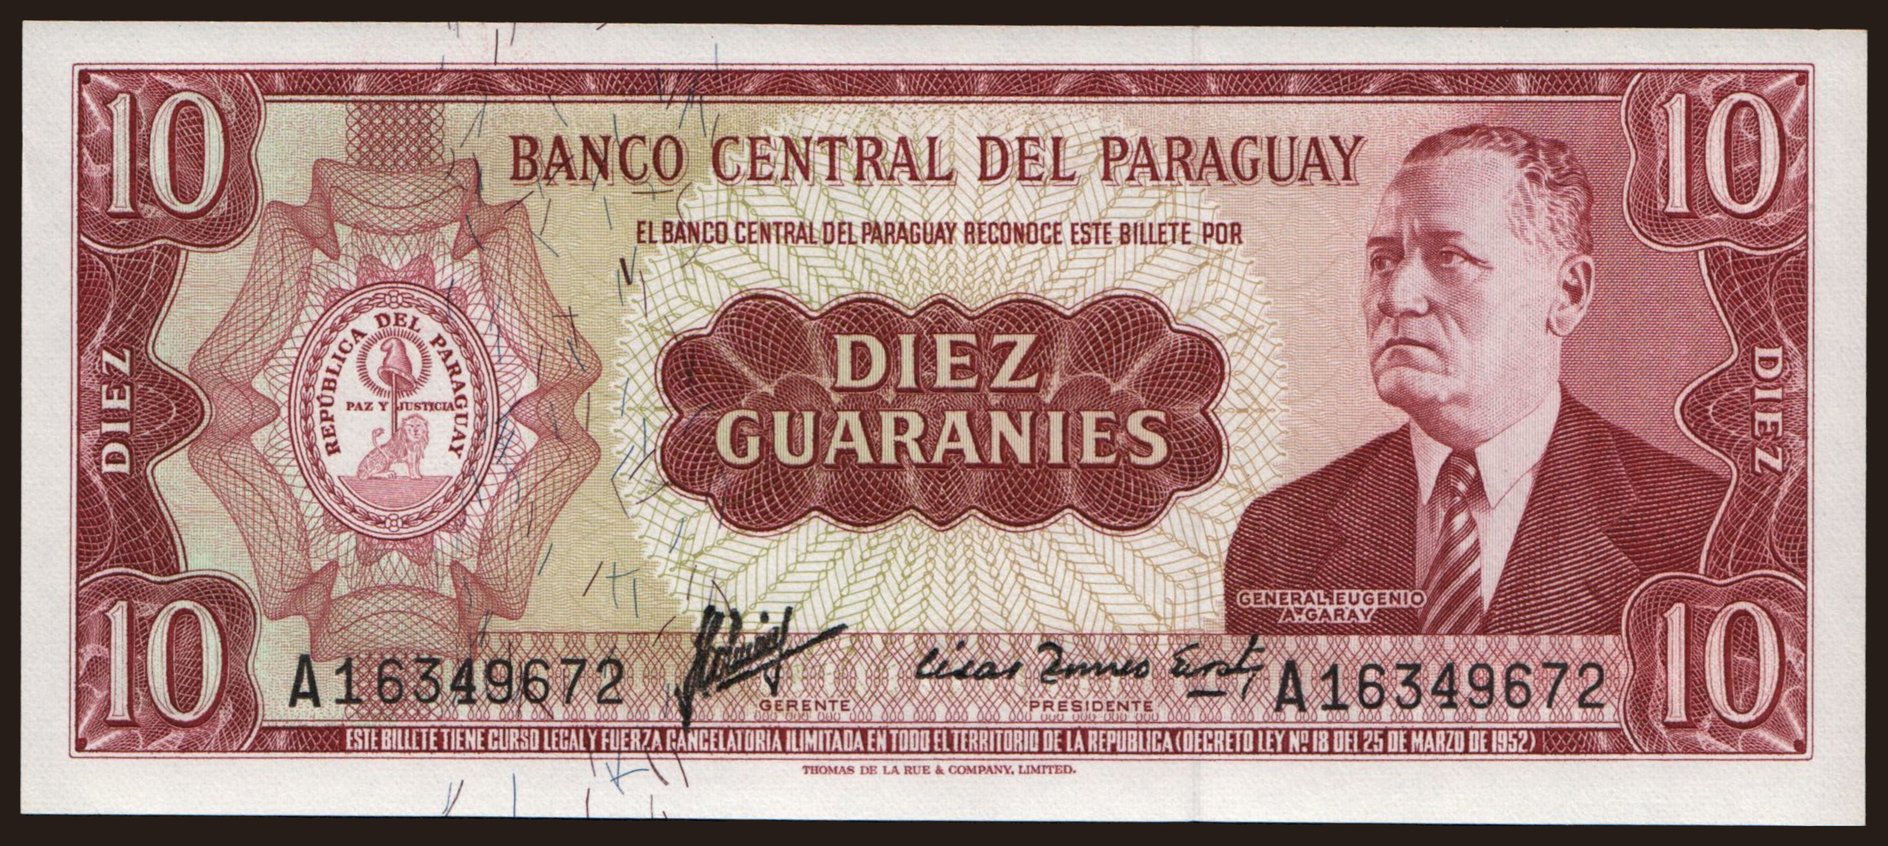 10
10
BANCO CENTRAL DEL PARAGUAY
EL BANCO CENTRAL DEL PARAGUAY RECONOCE ESTE BILLETE POR
REPÚBLICA DEL PARAGUAY
PAZ Y JUSTICIA
DIEZ
DIEZ
GUARANIES
DIEZ
GENERAL EUGENIO
A. GARAY
10
10
A16349672
A16349672
GERENTE
PRESIDENTE
ESTE BILLETE TIENE CURSO LEGAL Y FUERZA CANCELATORIA ILIMITADA EN TODO EL TERRITORIO DE LA REPUBLICA (DECRETO LEY Nº 18 DEL 25 DE MARZO DE 1952)
THOMAS DE LA RUE & COMPANY, LIMITED.